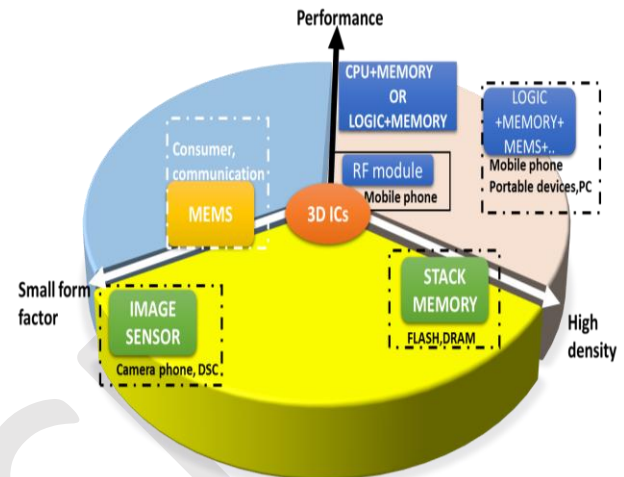 Performance
CPU+MEMORY
OR
LOGIC+MEMORY
LOGIC
+MEMORY+
MEMS+..
Mobile phone
Portable devices,PC
Consumer,
communication
RF module
Mobile phone
MEMS
3D ICs
Small form
factor
IMAGE
SENSOR
Camera phone, DSC
STACK
MEMORY
FLASH,DRAM
High
density